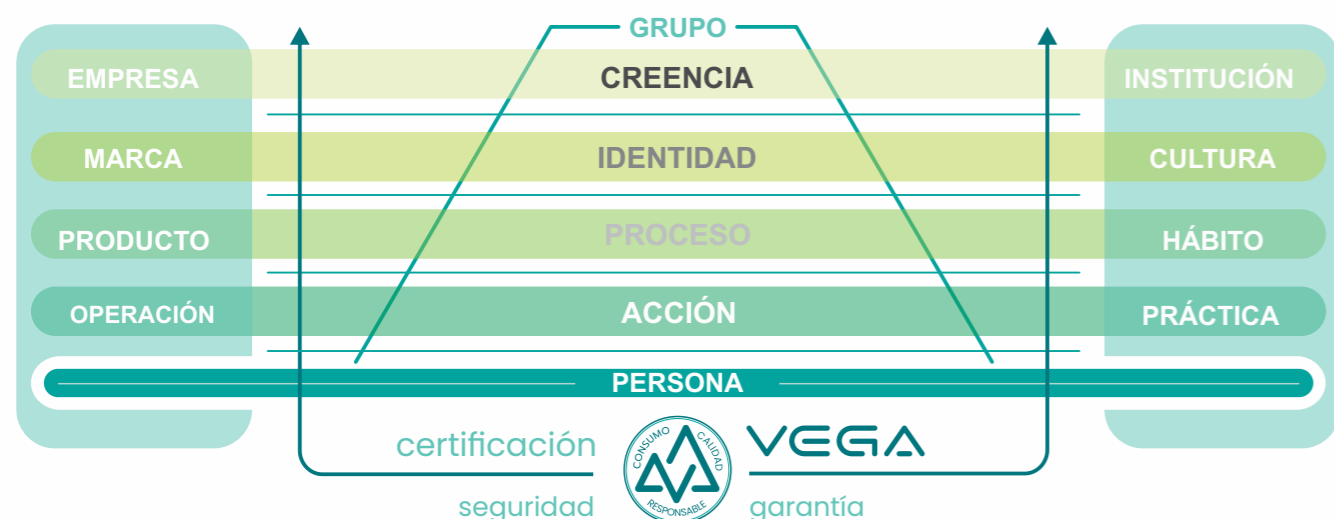 GRUPO
EMPRESA CREENCIA INSTITUCIÓN
MARCA IDENTIDAD CULTURA
PRODUCTO PROCESO HÁBITO
OPERACIÓN ACCIÓN PRÁCTICA
PERSONA
certificación CONSUMO CALIDAD RESPONSABLE VEGA
seguridad garantía